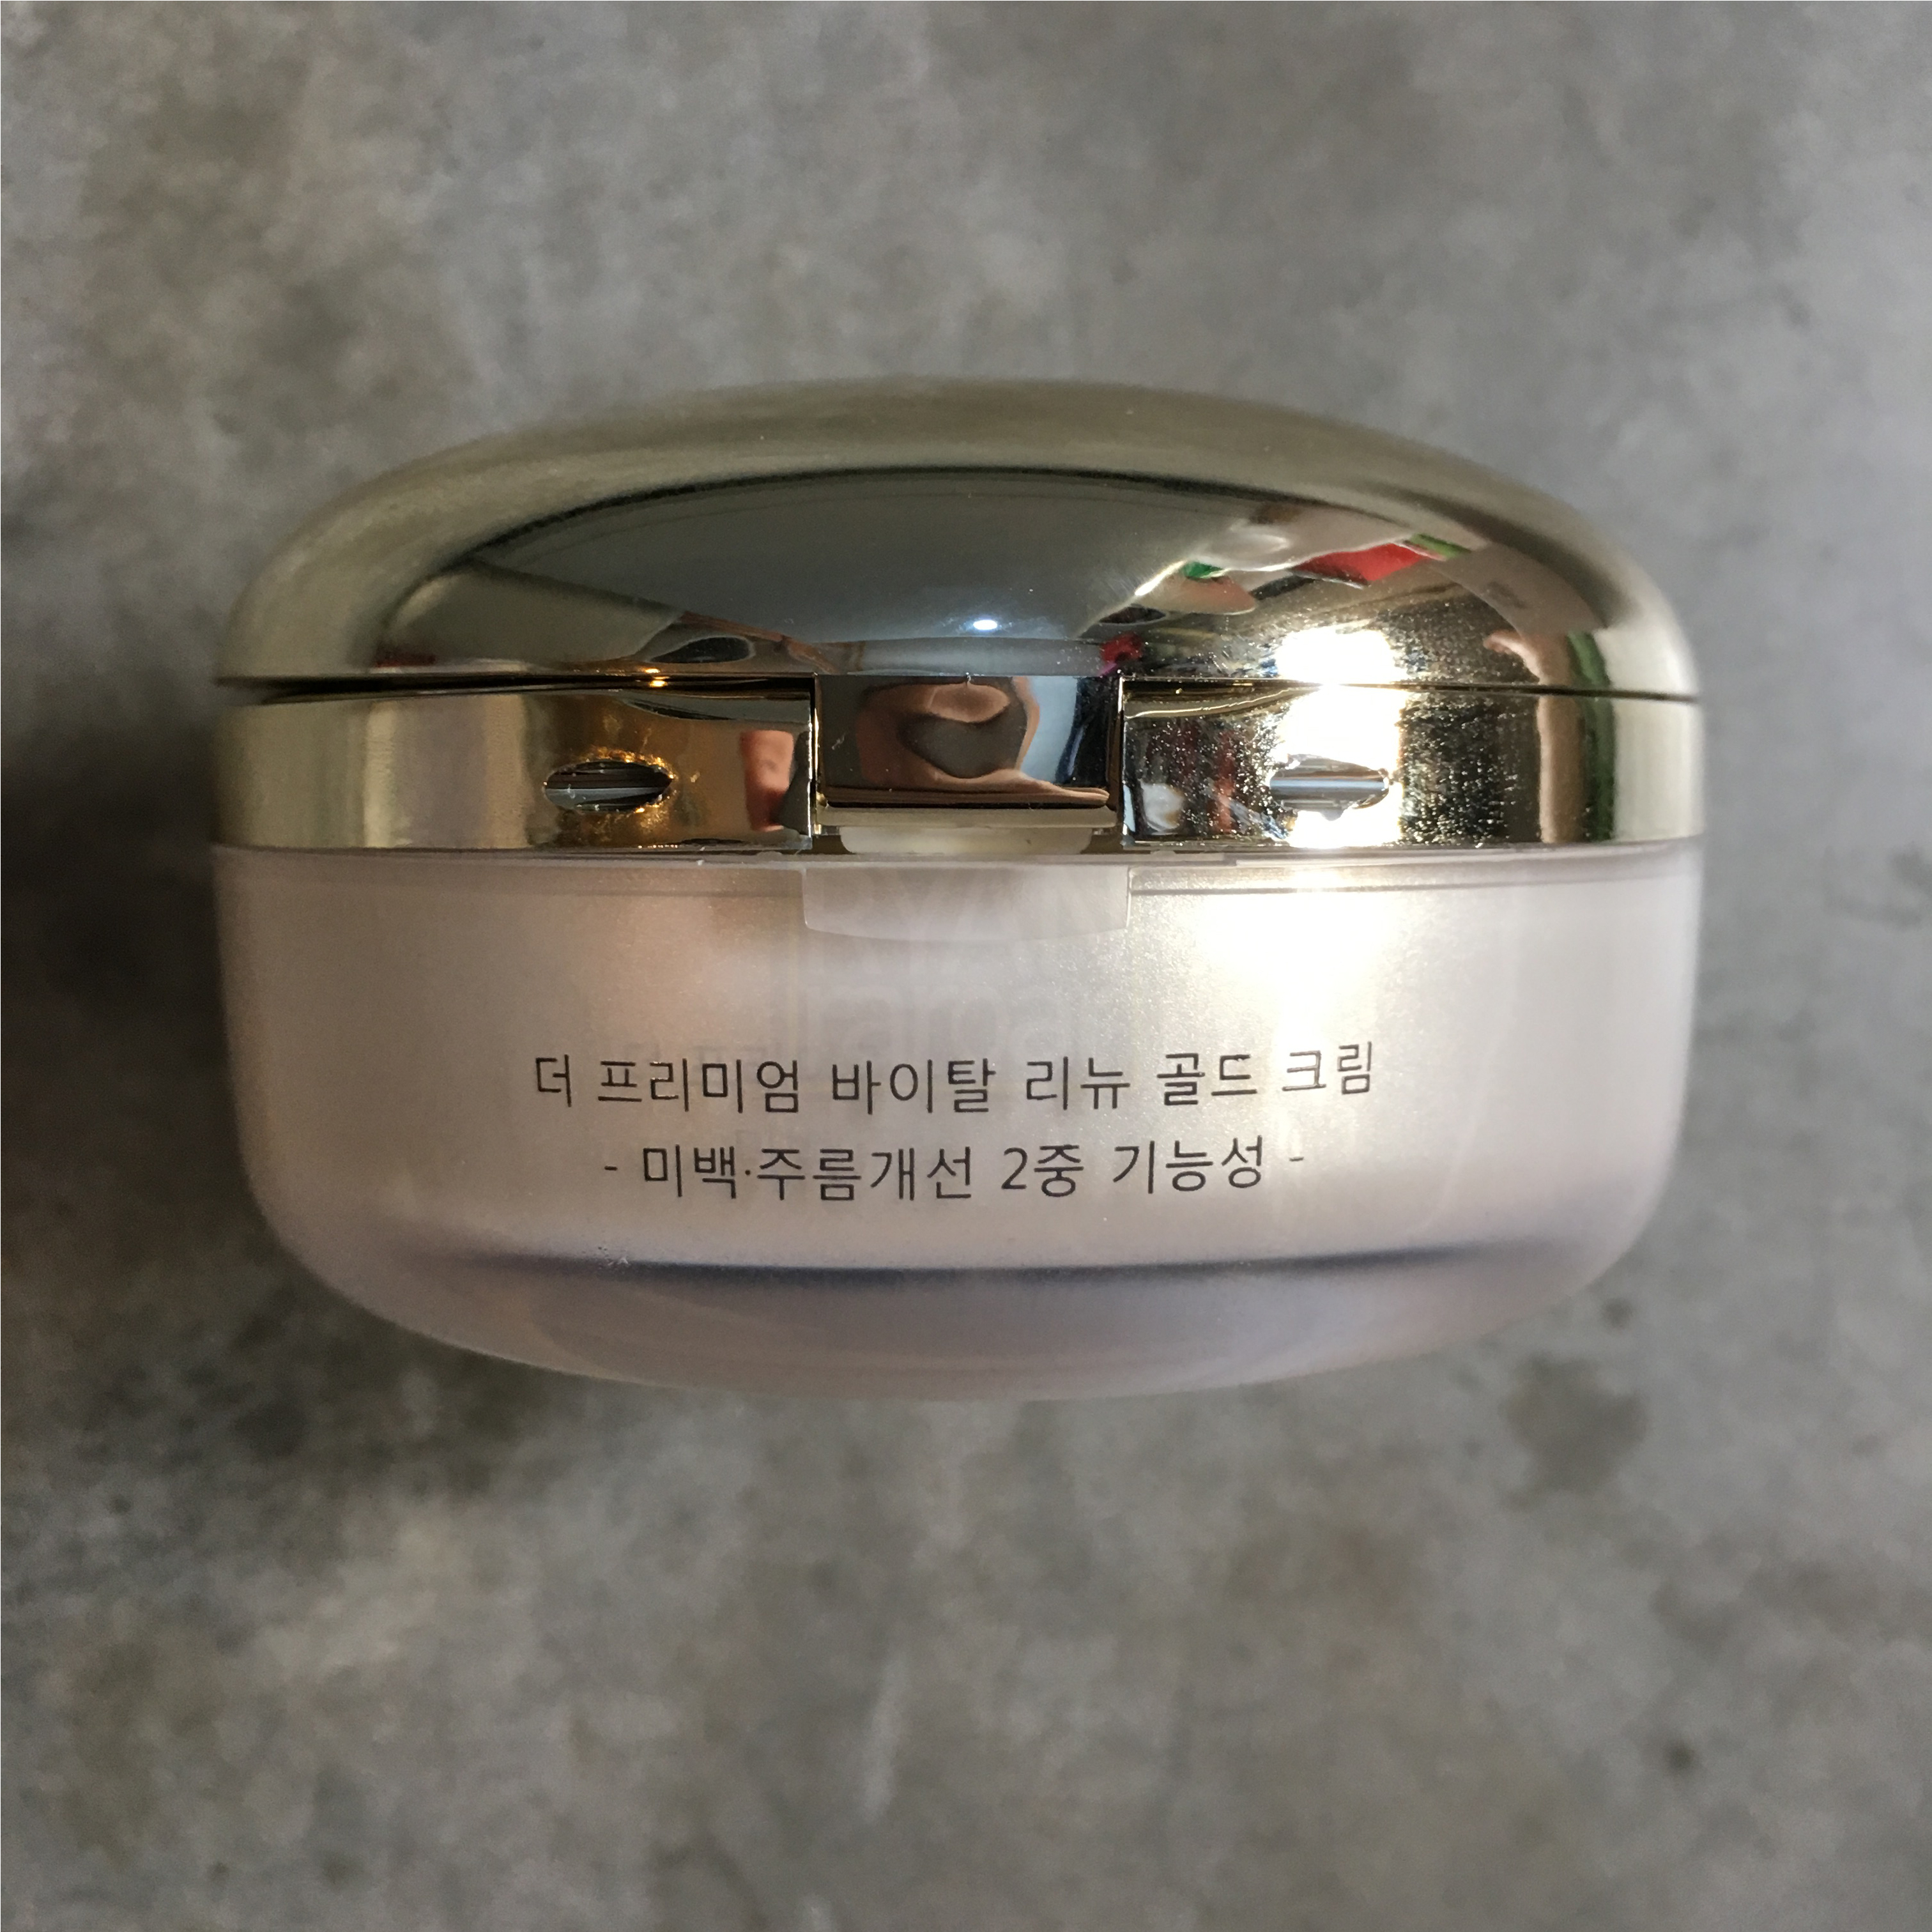 더 프리미엄 바이탈 리뉴 골드 크림
- 미백·주름개선 2중 기능성 -